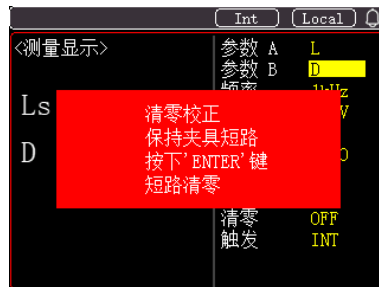 Int Local
<测量显示>
参数 A L
参数 B D
Ls
D
清零校正
保持夹具短路
按下'ENTER'键
短路清零
清零 OFF
触发 INT